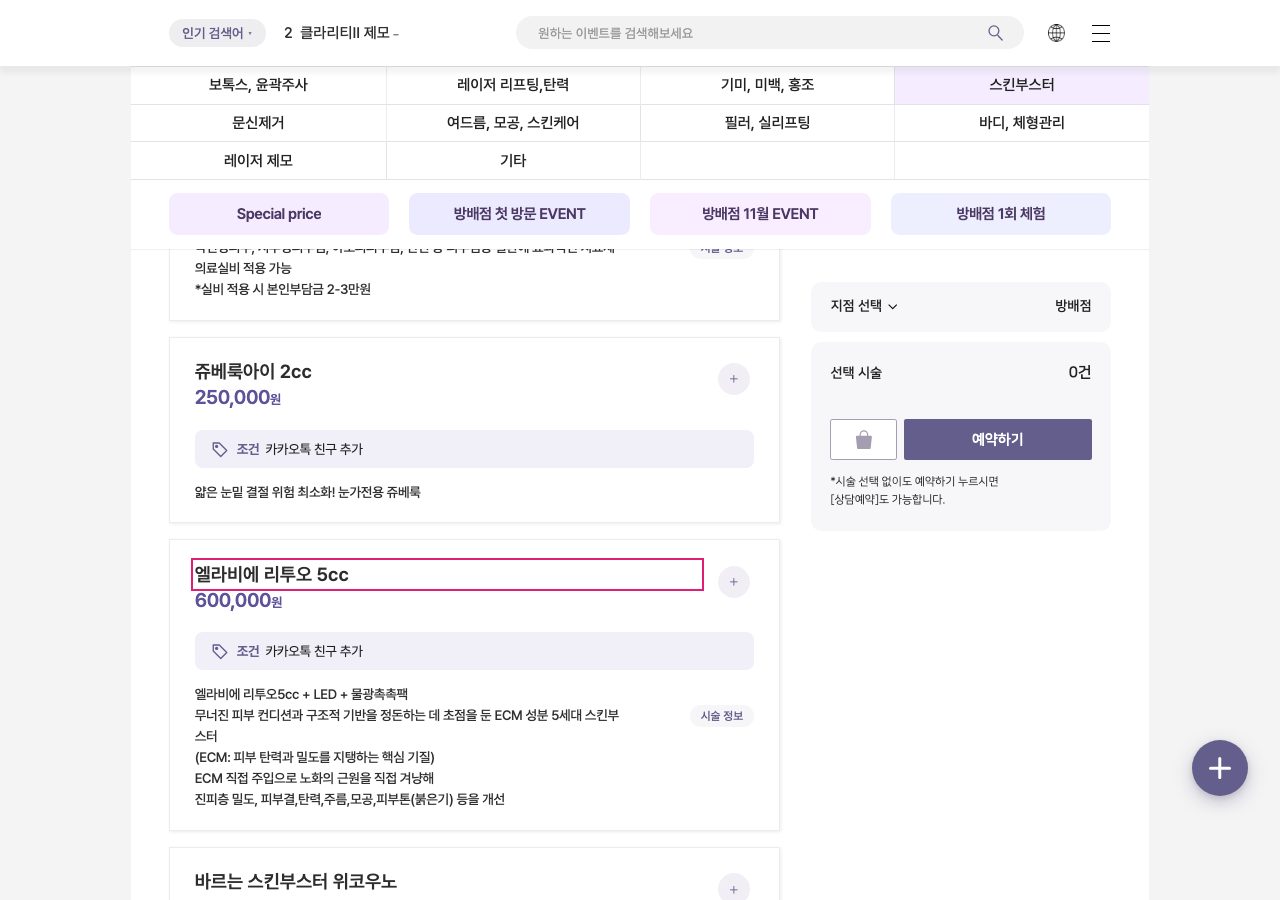 인기 검색어
2 클라리티II 제모 -
원하는 이벤트를 검색해보세요
보톡스, 윤곽주사
레이저 리프팅,탄력
기미, 미백, 홍조
스킨부스터
문신제거
여드름, 모공, 스킨케어
필러, 실리프팅
바디, 체형관리
레이저 제모
기타
Special price
방배점 첫 방문 EVENT
방배점 11월 EVENT
방배점 1회 체험
의료실비 적용 가능
*실비 적용 시 본인부담금 2-3만원
지점 선택
방배점
선택 시술
0건
예약하기
*시술 선택 없이도 예약하기 누르시면
[상담예약]도 가능합니다.
쥬베룩아이 2cc
+
250,000원
조건 카카오톡 친구 추가
얇은 눈밑 결절 위험 최소화! 눈가전용 쥬베룩
엘라비에 리투오 5cc
+
600,000원
조건 카카오톡 친구 추가
엘라비에 리투오5cc + LED + 물광촉촉팩
무너진 피부 컨디션과 구조적 기반을 정돈하는 데 초점을 둔 ECM 성분 5세대 스킨부
스터
시술 정보
(ECM: 피부 탄력과 밀도를 지탱하는 핵심 기질)
ECM 직접 주입으로 노화의 근원을 직접 겨냥해
진피층 밀도, 피부결,탄력,주름,모공,피부톤(붉은기) 등을 개선
바르는 스킨부스터 위코우노
+